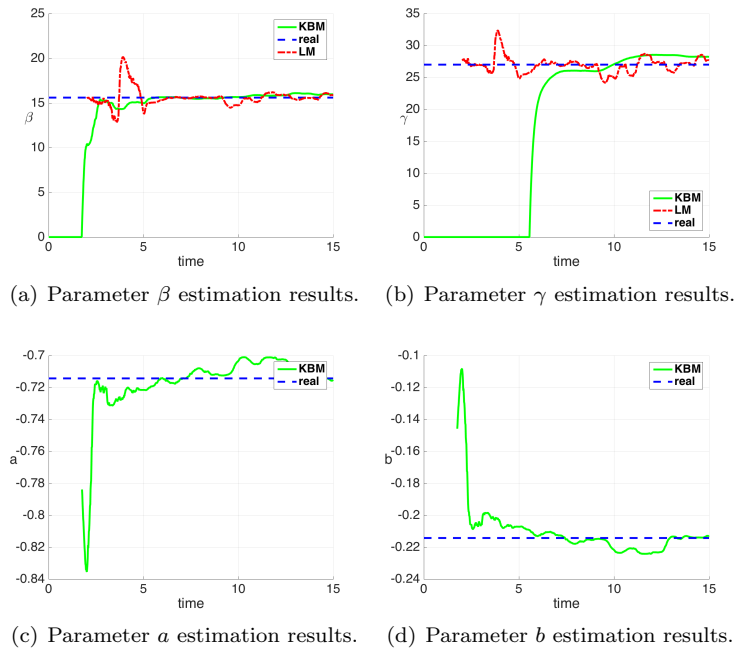 25
20
15
10
5
0
β
0
5
10
15
time
KBM
real
LM
35
30
25
20
15
10
5
0
γ
0
5
10
15
time
KBM
LM
real
(a) Parameter β estimation results.
(b) Parameter γ estimation results.
-0.7
-0.72
-0.74
-0.76
-0.78
-0.8
-0.82
-0.84
a
0
5
10
15
time
KBM
real
-0.1
-0.12
-0.14
-0.16
-0.18
-0.2
-0.22
-0.24
b
0
5
10
15
time
KBM
real
(c) Parameter a estimation results.
(d) Parameter b estimation results.